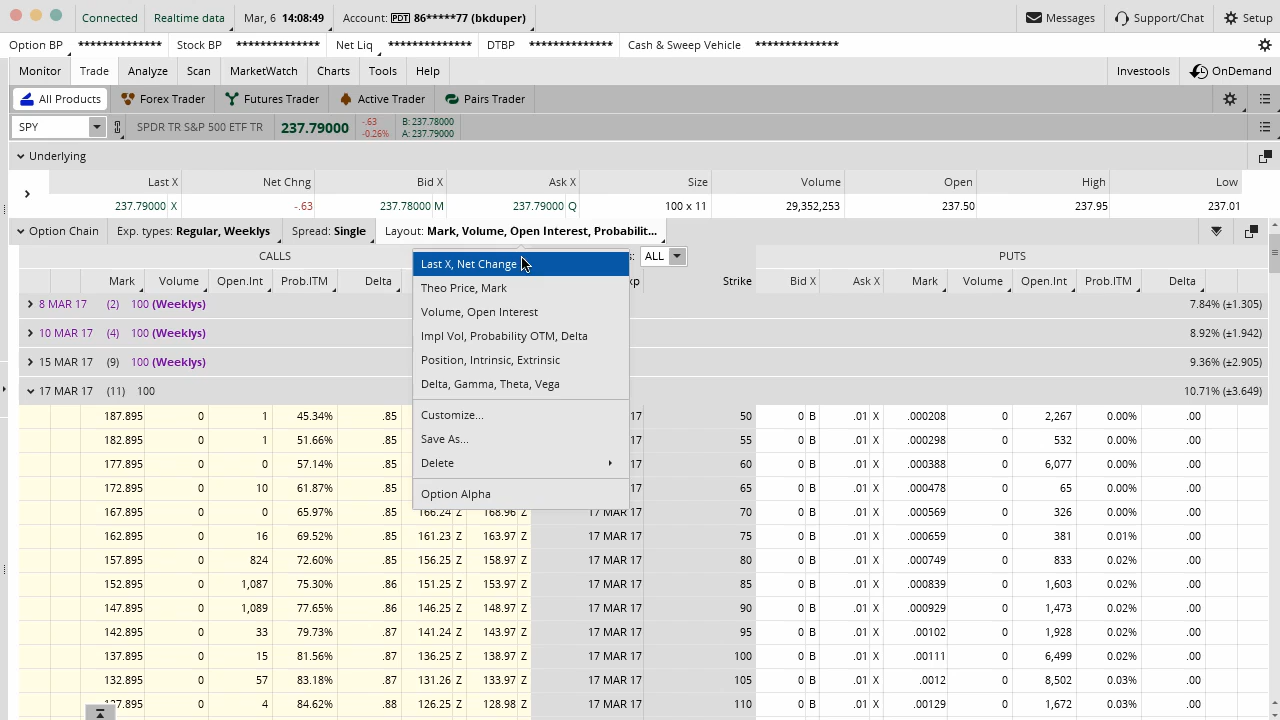 Connected Realtime data Mar, 6 14:08:49 Account: PDT 86*****77 (bkduper) Messages Support/Chat Setup
Option BP ************** Stock BP ************** Net Liq ************** DTBP ************** Cash & Sweep Vehicle **************
Monitor Trade Analyze Scan MarketWatch Charts Tools Help Investools OnDemand
All Products Forex Trader Futures Trader Active Trader Pairs Trader
SPY SPDR TR S&P 500 ETF TR 237.79000 -.63 -0.26% B: 237.78000 A: 237.79000
Underlying
Last X Net Chng Bid X Ask X Size Volume Open High Low
237.79000 X -.63 237.78000 M 237.79000 Q 100 x 11 29,352,253 237.50 237.95 237.01
Option Chain Exp. types: Regular, Weeklys Spread: Single Layout: Mark, Volume, Open Interest, Probabilit...
CALLS ALL PUTS
Mark Volume Open.Int Prob.ITM Delta Strike Bid X Ask X Mark Volume Open.Int Prob.ITM Delta
Last X, Net Change
Theo Price, Mark
Volume, Open Interest
Impl Vol, Probability OTM, Delta
Position, Intrinsic, Extrinsic
Delta, Gamma, Theta, Vega
Customize...
Save As...
Delete
Option Alpha
8 MAR 17 (2) 100 (Weeklys) 7.84% (±1.305)
10 MAR 17 (4) 100 (Weeklys) 8.92% (±1.942)
15 MAR 17 (9) 100 (Weeklys) 9.36% (±2.905)
17 MAR 17 (11) 100 10.71% (±3.649)
187.895 0 1 45.34% .85 17 50 0 B .01 X .000208 0 2,267 0.00% .00
182.895 0 1 51.66% .85 17 55 0 B .01 X .000298 0 532 0.00% .00
177.895 0 0 57.14% .85 17 60 0 B .01 X .000388 0 6,077 0.00% .00
172.895 0 10 61.87% .85 17 65 0 B .01 X .000478 0 65 0.00% .00
167.895 0 0 65.97% .85 166.24 Z 168.96 Z 17 MAR 17 70 0 B .01 X .000569 0 326 0.00% .00
162.895 0 16 69.52% .85 161.23 Z 163.97 Z 17 MAR 17 75 0 B .01 X .000659 0 381 0.01% .00
157.895 0 824 72.60% .85 156.25 Z 158.97 Z 17 MAR 17 80 0 B .01 X .000749 0 833 0.02% .00
152.895 0 1,087 75.30% .86 151.25 Z 153.97 Z 17 MAR 17 85 0 B .01 X .000839 0 1,603 0.02% .00
147.895 0 1,089 77.65% .86 146.25 Z 148.97 Z 17 MAR 17 90 0 B .01 X .000929 0 1,473 0.02% .00
142.895 0 33 79.73% .87 141.24 Z 143.97 Z 17 MAR 17 95 0 B .01 X .00102 0 1,928 0.02% .00
137.895 0 15 81.56% .87 136.25 Z 138.97 Z 17 MAR 17 100 0 B .01 X .00111 0 6,499 0.02% .00
132.895 0 57 83.18% .87 131.26 Z 133.97 Z 17 MAR 17 105 0 B .01 X .0012 0 8,502 0.03% .00
0 4 84.62% .88 126.25 Z 128.98 Z 17 MAR 17 110 0 B .01 X .00129 0 1,672 0.03% .00